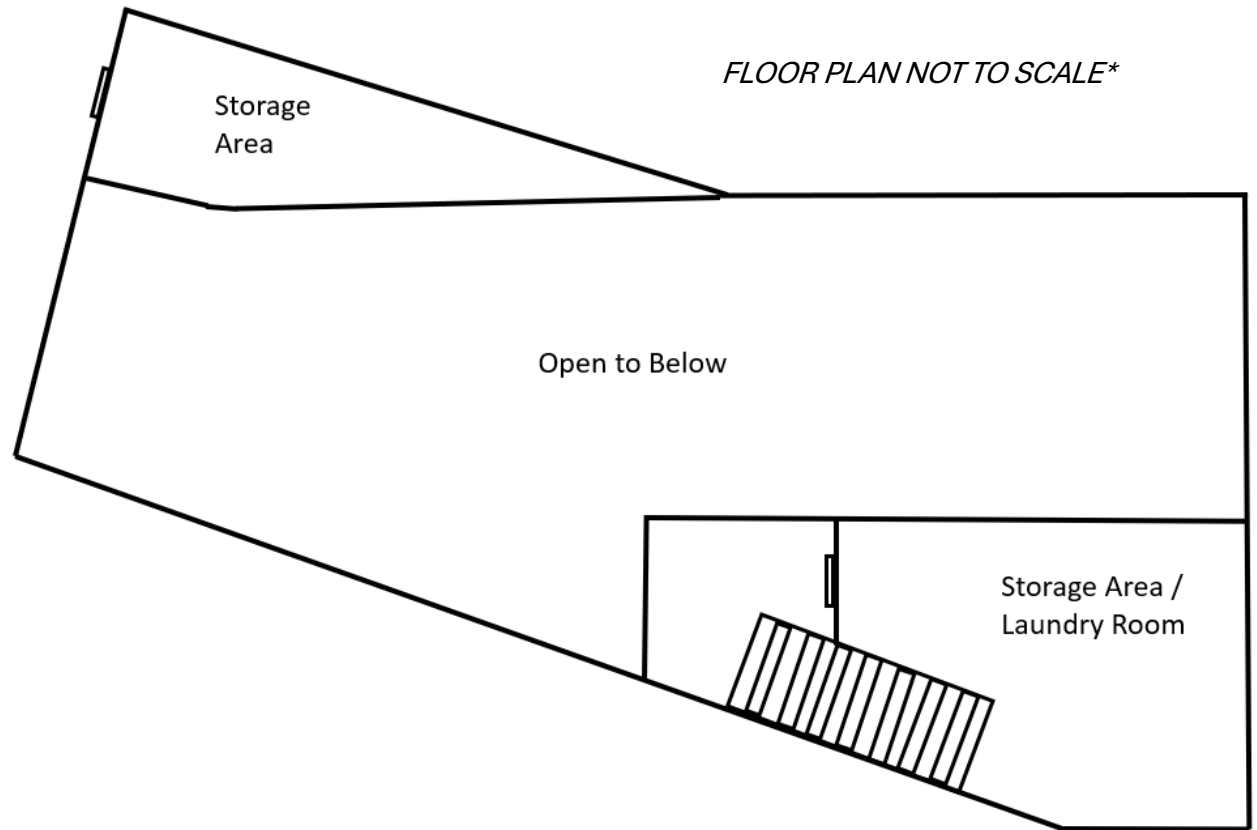 FLOOR PLAN NOT TO SCALE*
Storage
Area
Open to Below
Storage Area /
Laundry Room